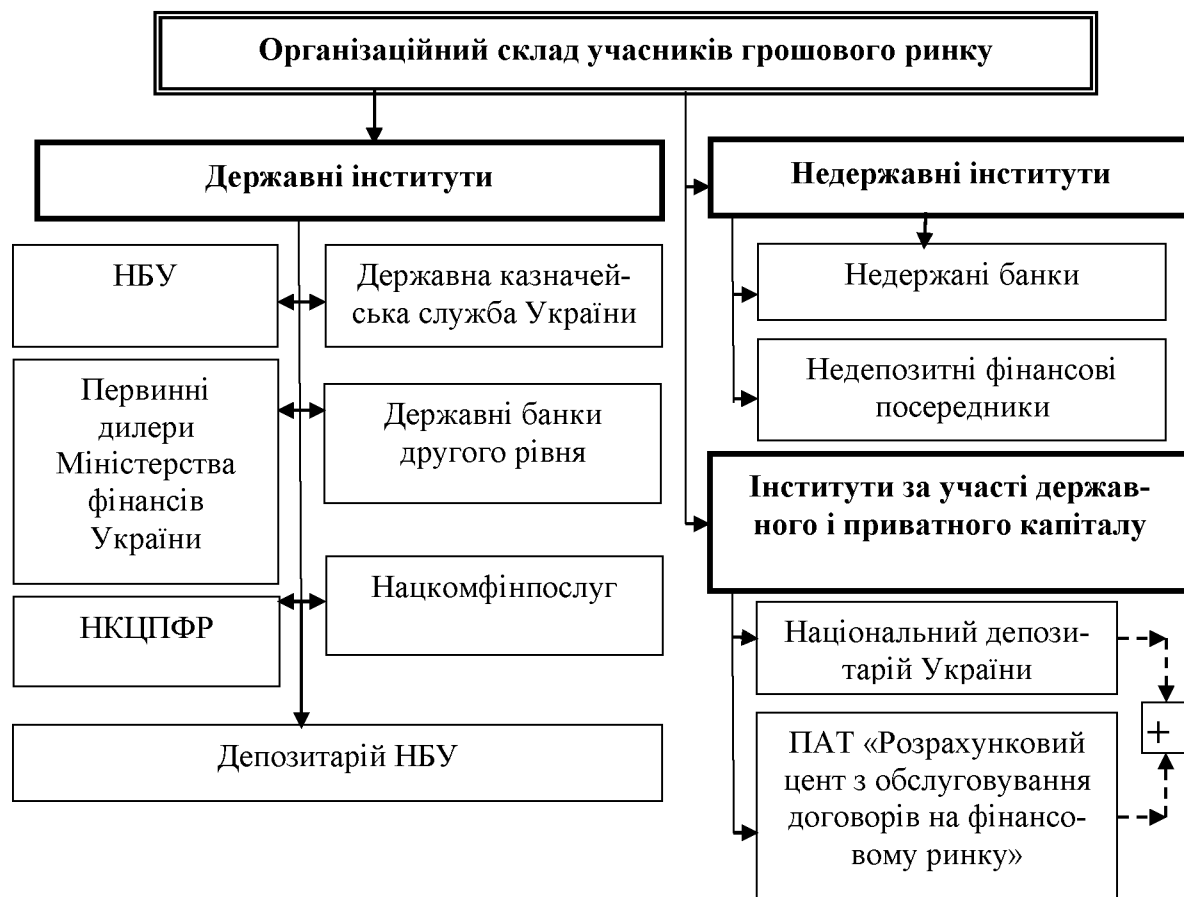 Організаційний склад учасників грошового ринку
Державні інститути
НБУ
Державна казначей-
ська служба України
Первинні
дилери
Міністерства
фінансів
України
Державні банки
другого рівня
НКЦПФР
Нацкомфінпослуг
Депозитарій НБУ
Недержавні інститути
Недержані банки
Недепозитні фінансові
посередники
Інститути за участі держав-
ного і приватного капіталу
Національний депози-
тарій України
ПАТ «Розрахунковий
цент з обслуговування
договорів на фінансо-
вому ринку»
+